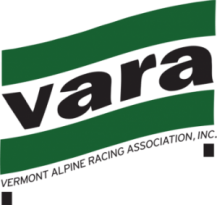 vara
VERMONT ALPINE RACING ASSOCIATION, INC.